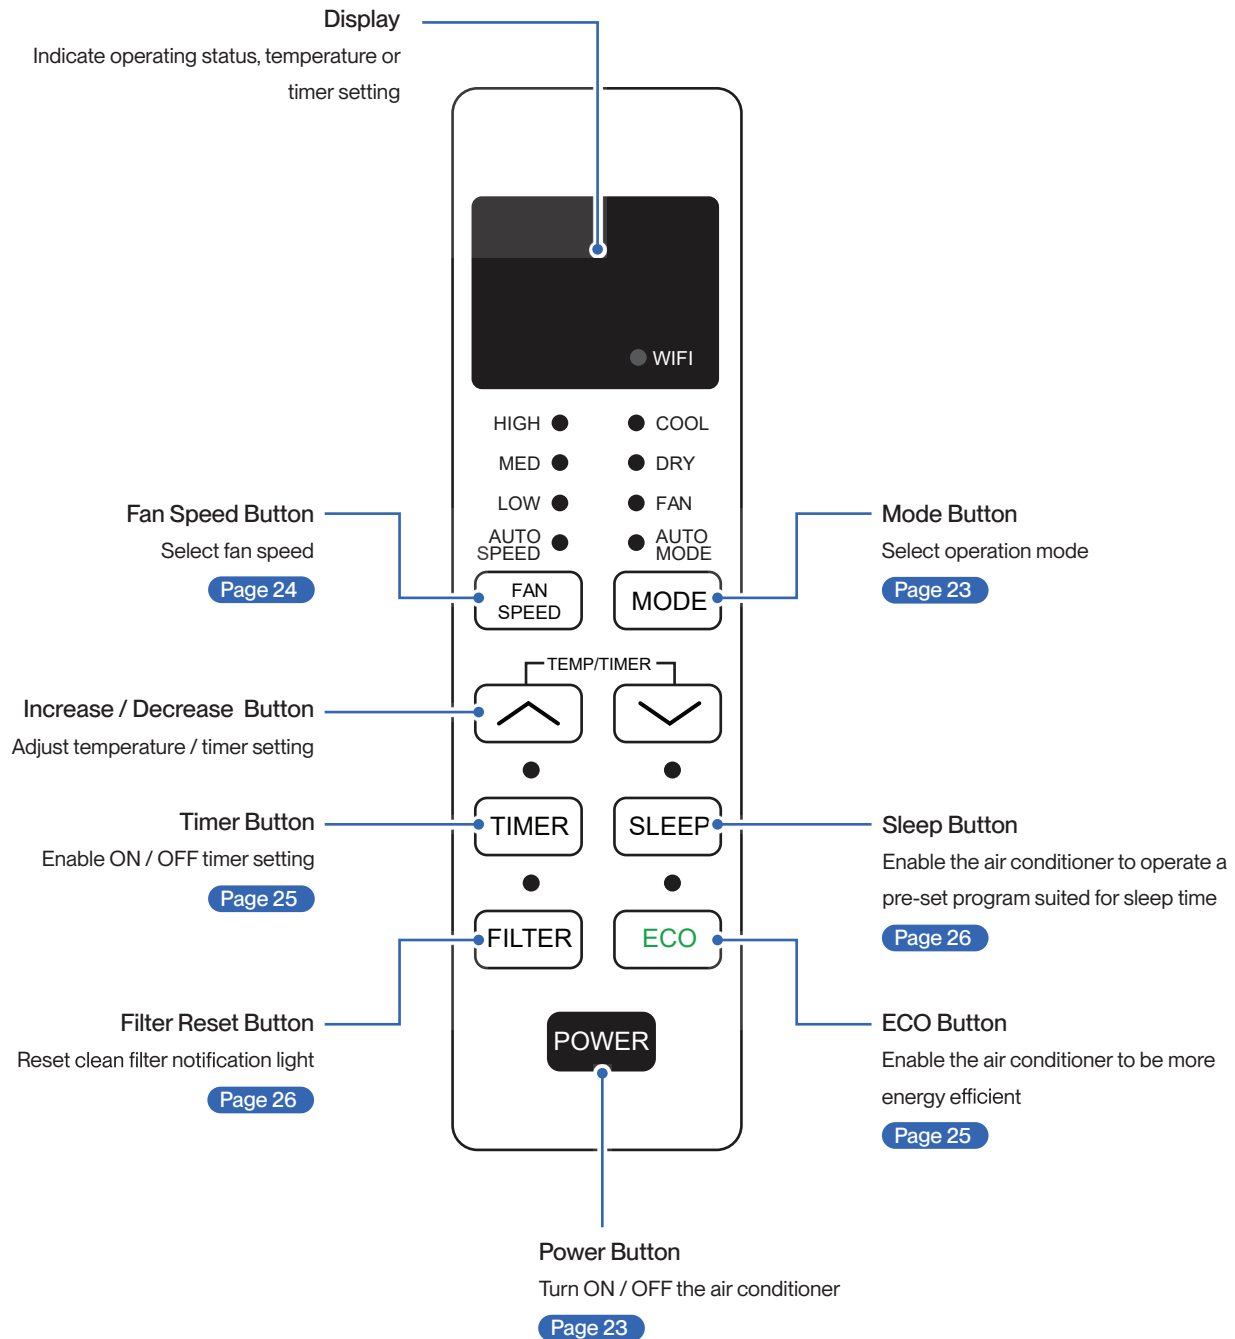 Display
Indicate operating status, temperature or
timer setting
WIFI
HIGH
COOL
MED
DRY
LOW
FAN
AUTO
SPEED
AUTO
MODE
Fan Speed Button
Select fan speed
Page 24
FAN
SPEED
MODE
Mode Button
Select operation mode
Page 23
TEMP/TIMER
Increase / Decrease Button
Adjust temperature / timer setting
Timer Button
Enable ON / OFF timer setting
Page 25
TIMER
SLEEP
Sleep Button
Enable the air conditioner to operate a
pre-set program suited for sleep time
Page 26
FILTER
ECO
Filter Reset Button
Reset clean filter notification light
Page 26
POWER
ECO Button
Enable the air conditioner to be more
energy efficient
Page 25
Power Button
Turn ON / OFF the air conditioner
Page 23